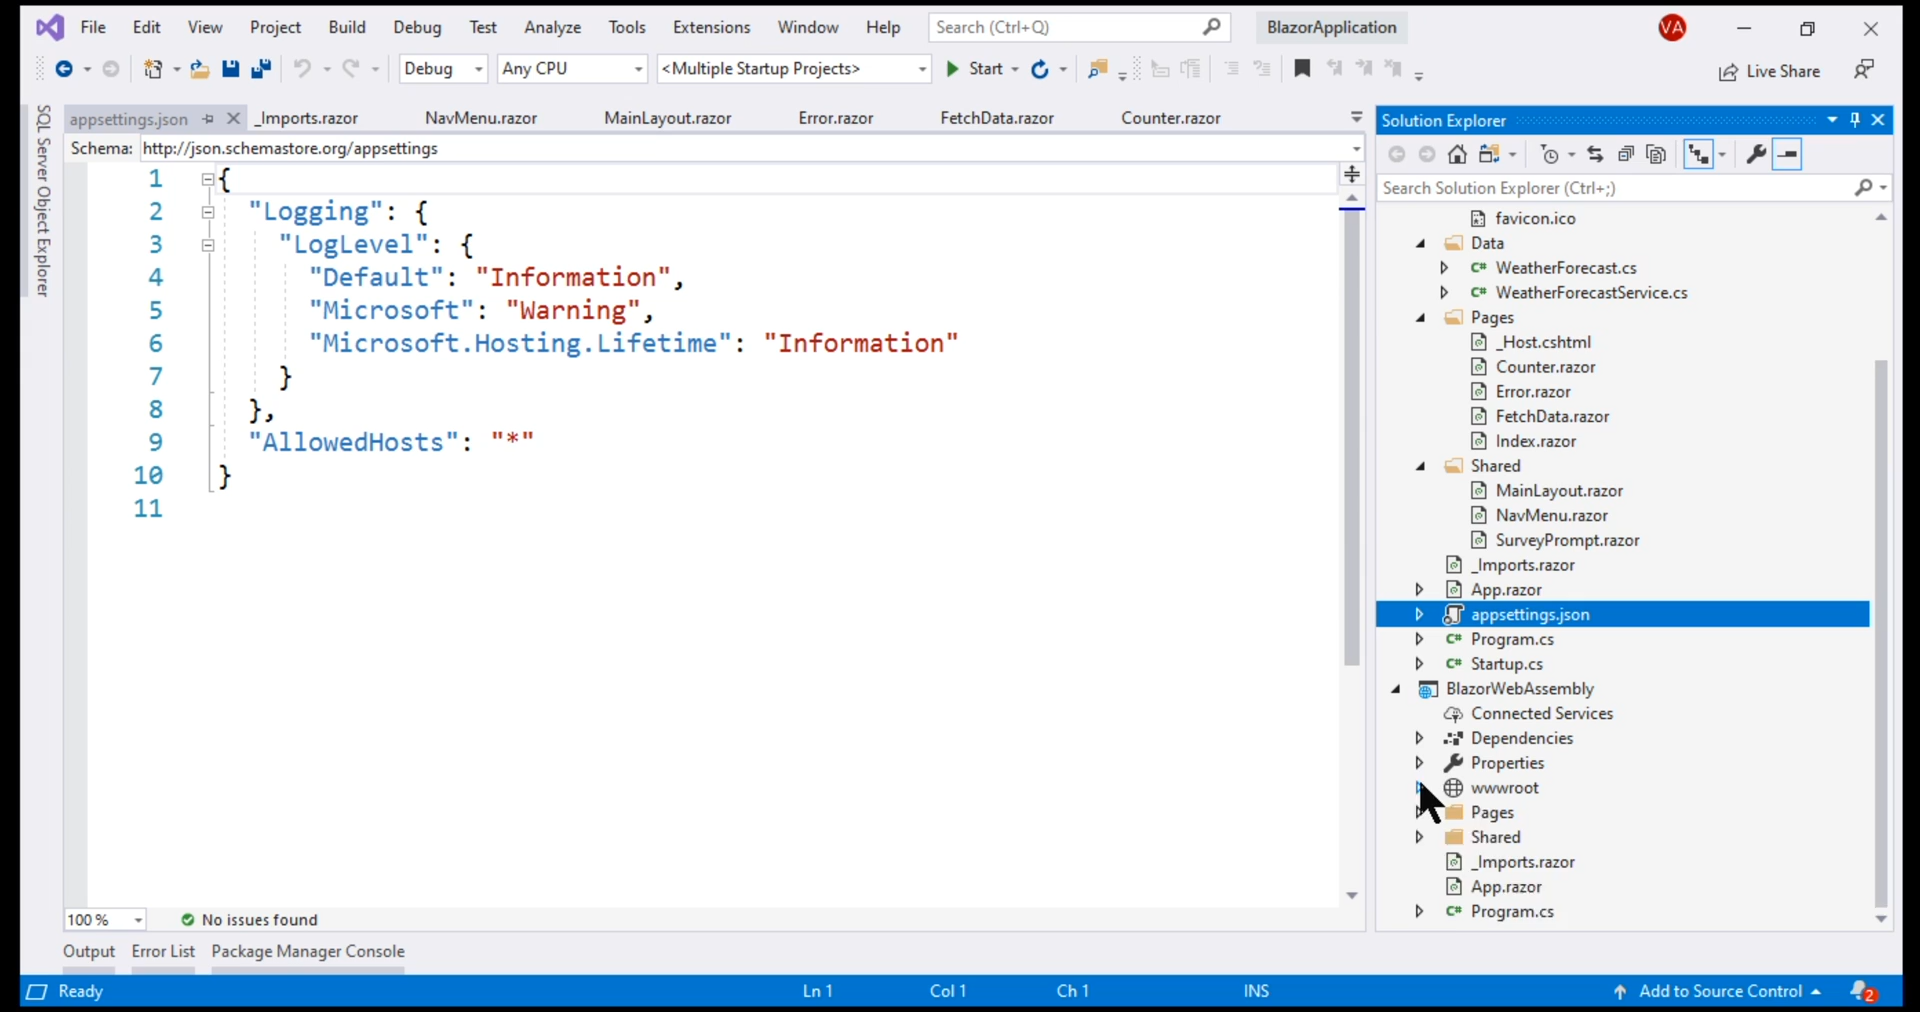 File Edit View Project Build Debug Test Analyze Tools Extensions Window Help Search (Ctrl+Q) BlazorApplication VA
Debug Any CPU <Multiple Startup Projects> Start Live Share
SQL Server Object Explorer
appsettings.json _Imports.razor NavMenu.razor MainLayout.razor Error.razor FetchData.razor Counter.razor
Schema: http://json.schemastore.org/appsettings
1 {
2 "Logging": {
3 "LogLevel": {
4 "Default": "Information",
5 "Microsoft": "Warning",
6 "Microsoft.Hosting.Lifetime": "Information"
7 }
8 },
9 "AllowedHosts": "*"
10 }
11
100 % No issues found
Output Error List Package Manager Console
Solution Explorer
Search Solution Explorer (Ctrl+;)
favicon.ico
Data
C# WeatherForecast.cs
C# WeatherForecastService.cs
Pages
_Host.cshtml
Counter.razor
Error.razor
FetchData.razor
Index.razor
Shared
MainLayout.razor
NavMenu.razor
SurveyPrompt.razor
_Imports.razor
App.razor
appsettings.json
C# Program.cs
C# Startup.cs
BlazorWebAssembly
Connected Services
Dependencies
Properties
wwwroot
Pages
Shared
_Imports.razor
App.razor
C# Program.cs
Ready Ln 1 Col 1 Ch 1 INS Add to Source Control 2